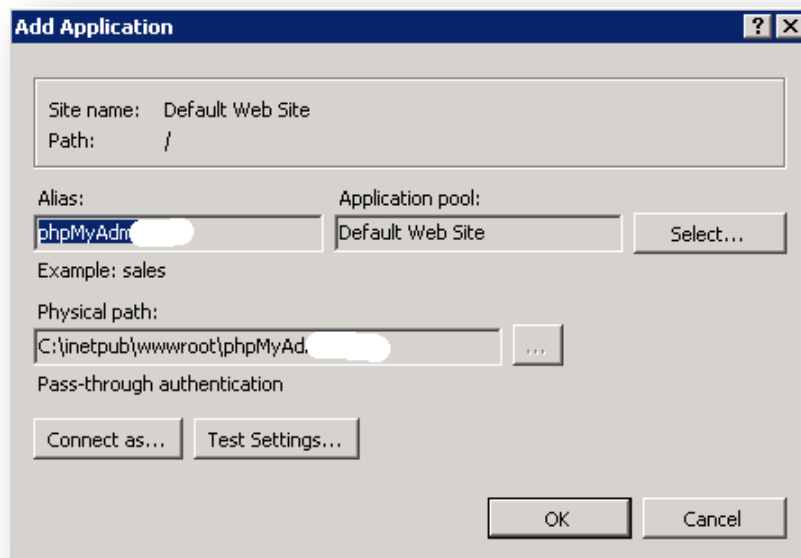 Add Application
Site name: Default Web Site
Path: /
Alias:
Application pool:
phpMyAdm
Default Web Site
Select...
Example: sales
Physical path:
C:\inetpub\wwwroot\phpMyAd
...
Pass-through authentication
Connect as...
Test Settings...
OK
Cancel